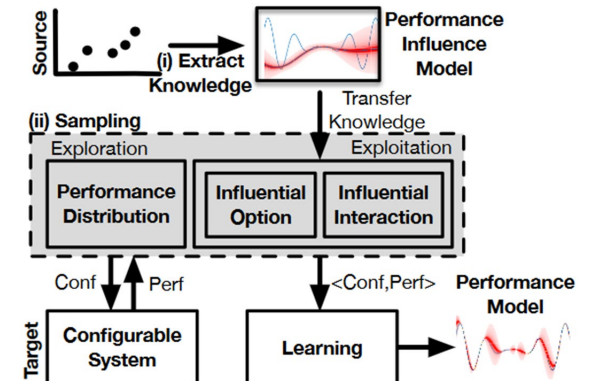 Source
(i) Extract
Knowledge
Performance
Influence
Model
Transfer
Knowledge
(ii) Sampling
Exploration
Exploitation
Performance
Distribution
Influential
Option
Influential
Interaction
Conf
Perf
<Conf,Perf>
Performance
Model
Target
Configurable
System
Learning